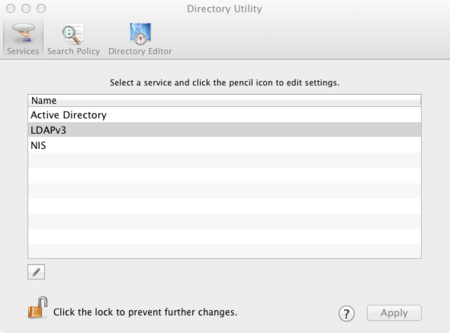 Directory Utility
Services Search Policy Directory Editor
Select a service and click the pencil icon to edit settings.
Name
Active Directory
LDAPv3
NIS
Click the lock to prevent further changes.
? Apply